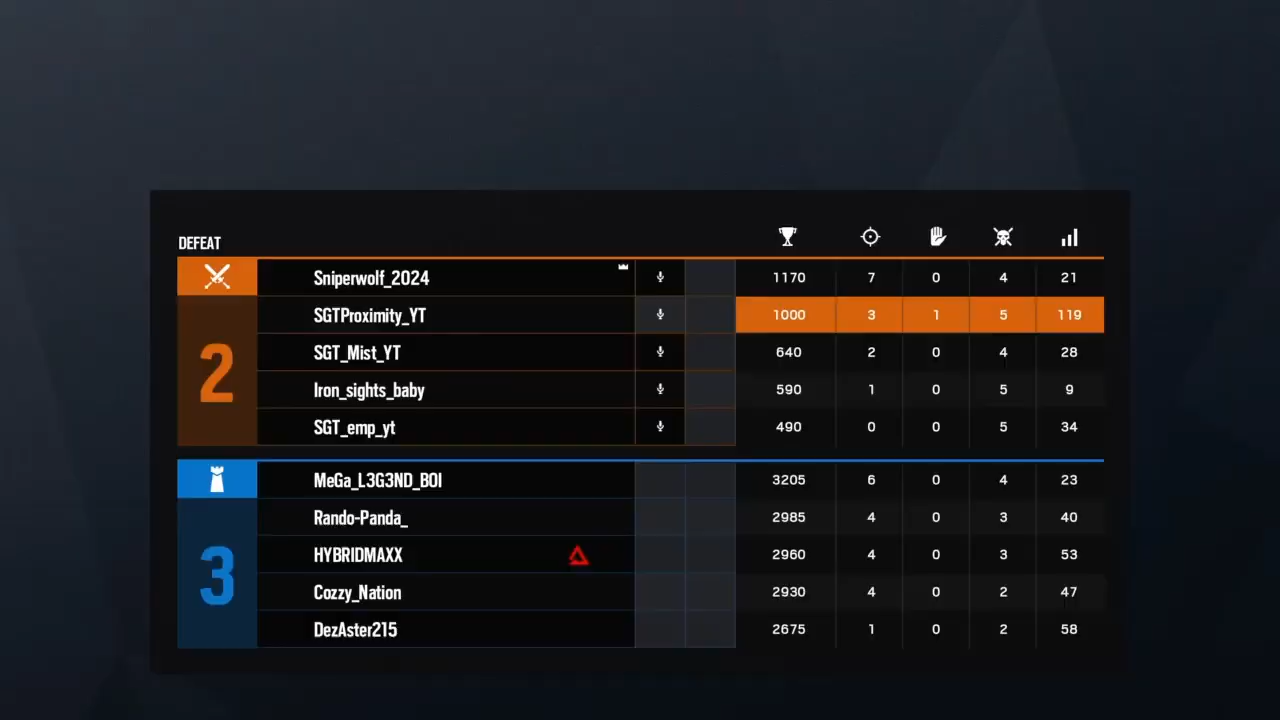 DEFEAT
Sniperwolf_2024 1170 7 0 4 21
SGTProximity_YT 1000 3 1 5 119
2
SGT_Mist_YT 640 2 0 4 28
Iron_sights_baby 590 1 0 5 9
SGT_emp_yt 490 0 0 5 34
MeGa_L3G3ND_BOI 3205 6 0 4 23
Rando-Panda_ 2985 4 0 3 40
3
HYBRIDMAXX 2960 4 0 3 53
Cozzy_Nation 2930 4 0 2 47
DezAster215 2675 1 0 2 58